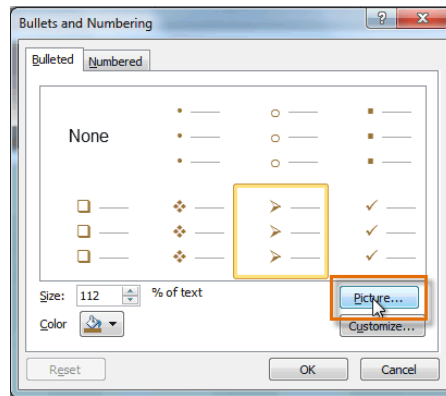 Bullets and Numbering
Bulleted Numbered
None
Size: 112 % of text Picture...
Color Customize...
Reset OK Cancel